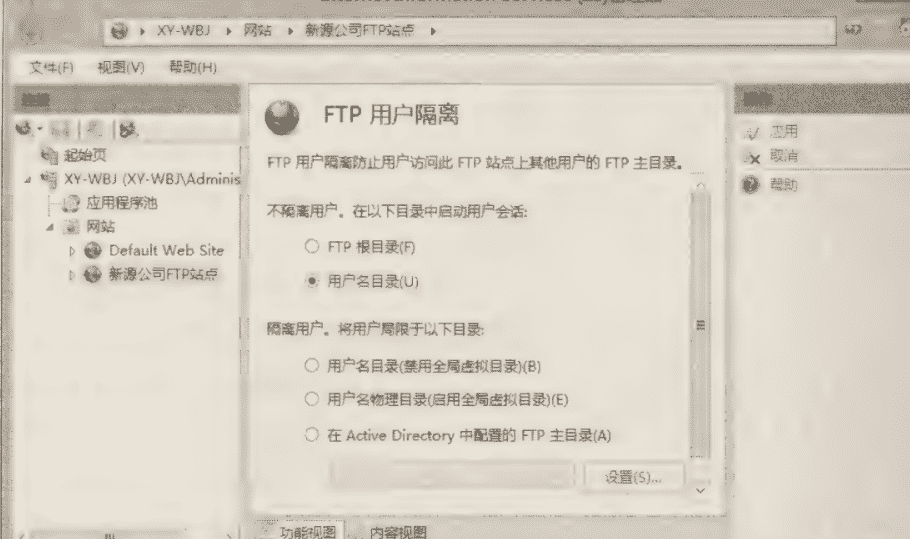 XY-WBJ 网站 新源公司FTP站点
文件(F) 视图(V) 帮助(H)
起始页
XY-WBJ (XY-WBJ\Adminis
应用程序池
网站
Default Web Site
新源公司FTP站点
FTP 用户隔离
FTP 用户隔离防止用户访问此 FTP 站点上其他用户的 FTP 主目录。
不隔离用户。在以下目录中启动用户会话:
FTP 根目录(F)
用户名目录(U)
隔离用户。将用户局限于以下目录:
用户名目录(禁用全局虚拟目录)(B)
用户名物理目录(启用全局虚拟目录)(E)
在 Active Directory 中配置的 FTP 主目录(A)
设置(S)...
功能视图 内容视图
应用
取消
帮助